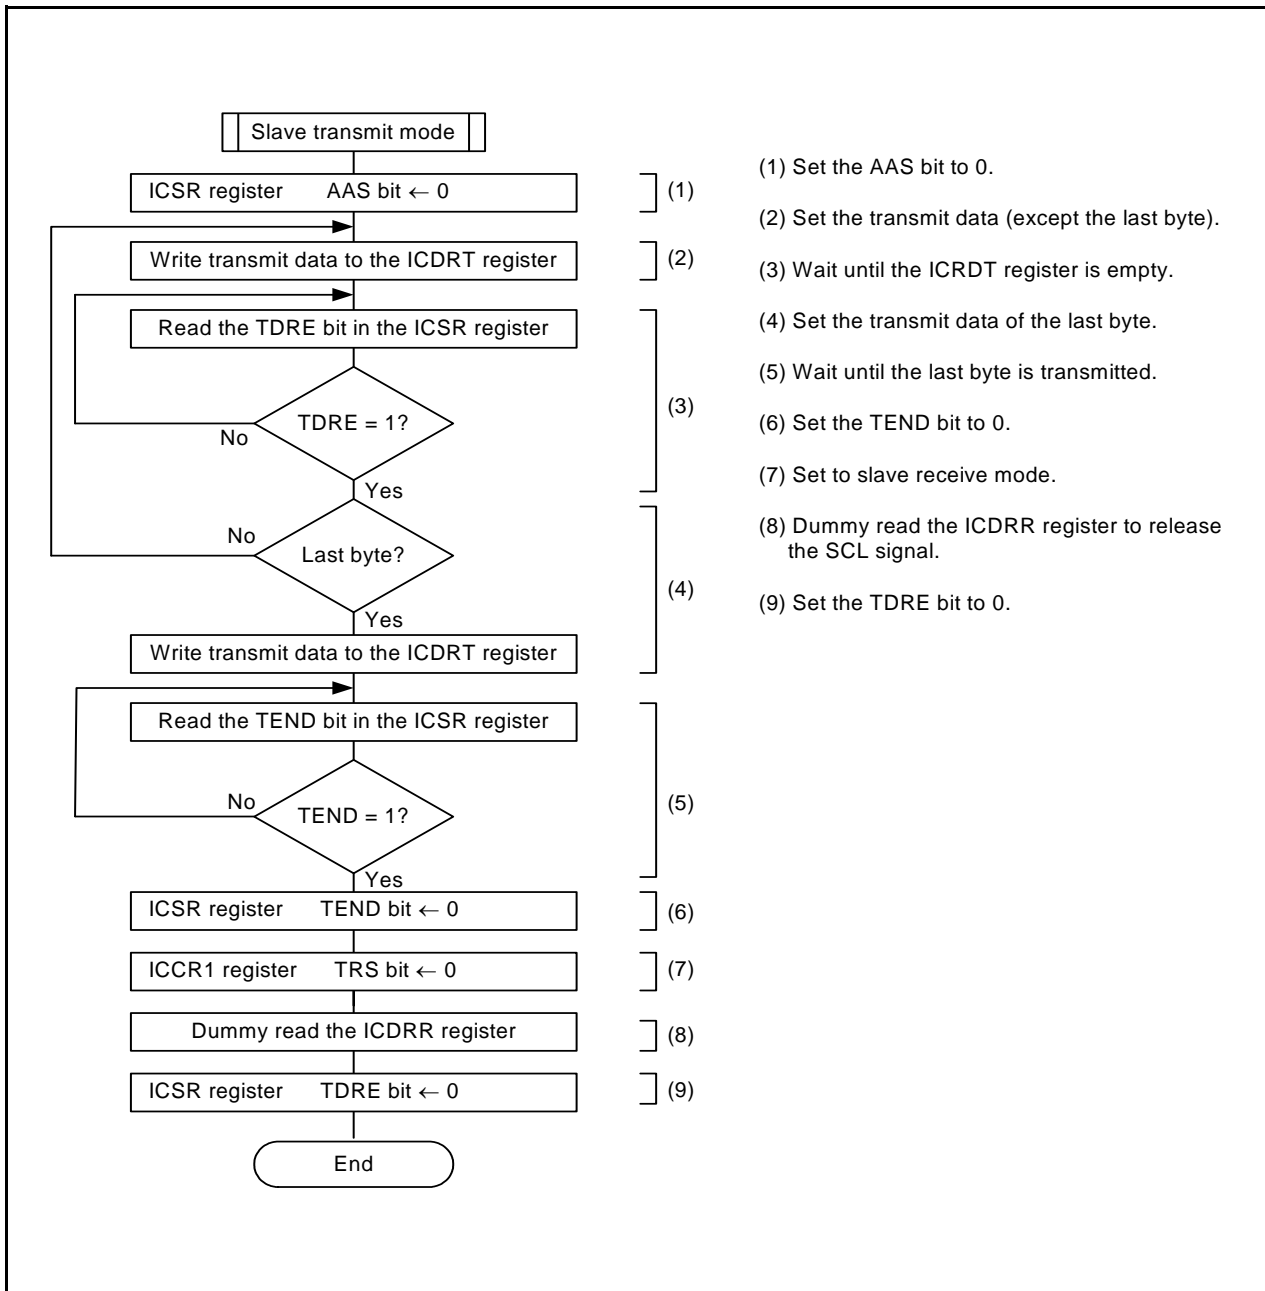 Slave transmit mode
ICSR register AAS bit ← 0
(1)
Write transmit data to the ICDRT register
(2)
Read the TDRE bit in the ICSR register
TDRE = 1?
No
(3)
Yes
No
Last byte?
(4)
Yes
Write transmit data to the ICDRT register
Read the TEND bit in the ICSR register
No
TEND = 1?
(5)
Yes
ICSR register TEND bit ← 0
(6)
ICCR1 register TRS bit ← 0
(7)
Dummy read the ICDRR register
(8)
ICSR register TDRE bit ← 0
(9)
End
(1) Set the AAS bit to 0.
(2) Set the transmit data (except the last byte).
(3) Wait until the ICRDT register is empty.
(4) Set the transmit data of the last byte.
(5) Wait until the last byte is transmitted.
(6) Set the TEND bit to 0.
(7) Set to slave receive mode.
(8) Dummy read the ICDRR register to release
the SCL signal.
(9) Set the TDRE bit to 0.